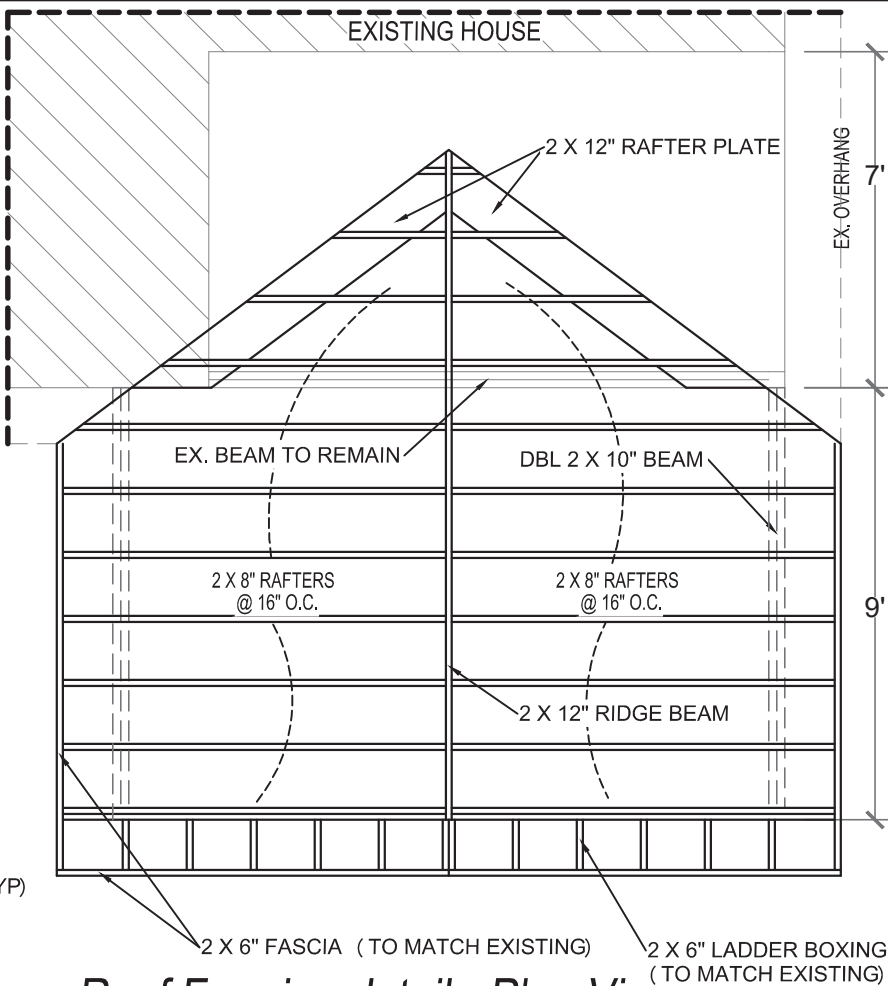 EXISTING HOUSE
2 X 12" RAFTER PLATE
EX. OVERHANG
7'
EX. BEAM TO REMAIN
DBL 2 X 10" BEAM
2 X 8" RAFTERS
@ 16" O.C.
2 X 8" RAFTERS
@ 16" O.C.
9'
2 X 12" RIDGE BEAM
YP)
2 X 6" FASCIA ( TO MATCH EXISTING)
2 X 6" LADDER BOXING
( TO MATCH EXISTING)